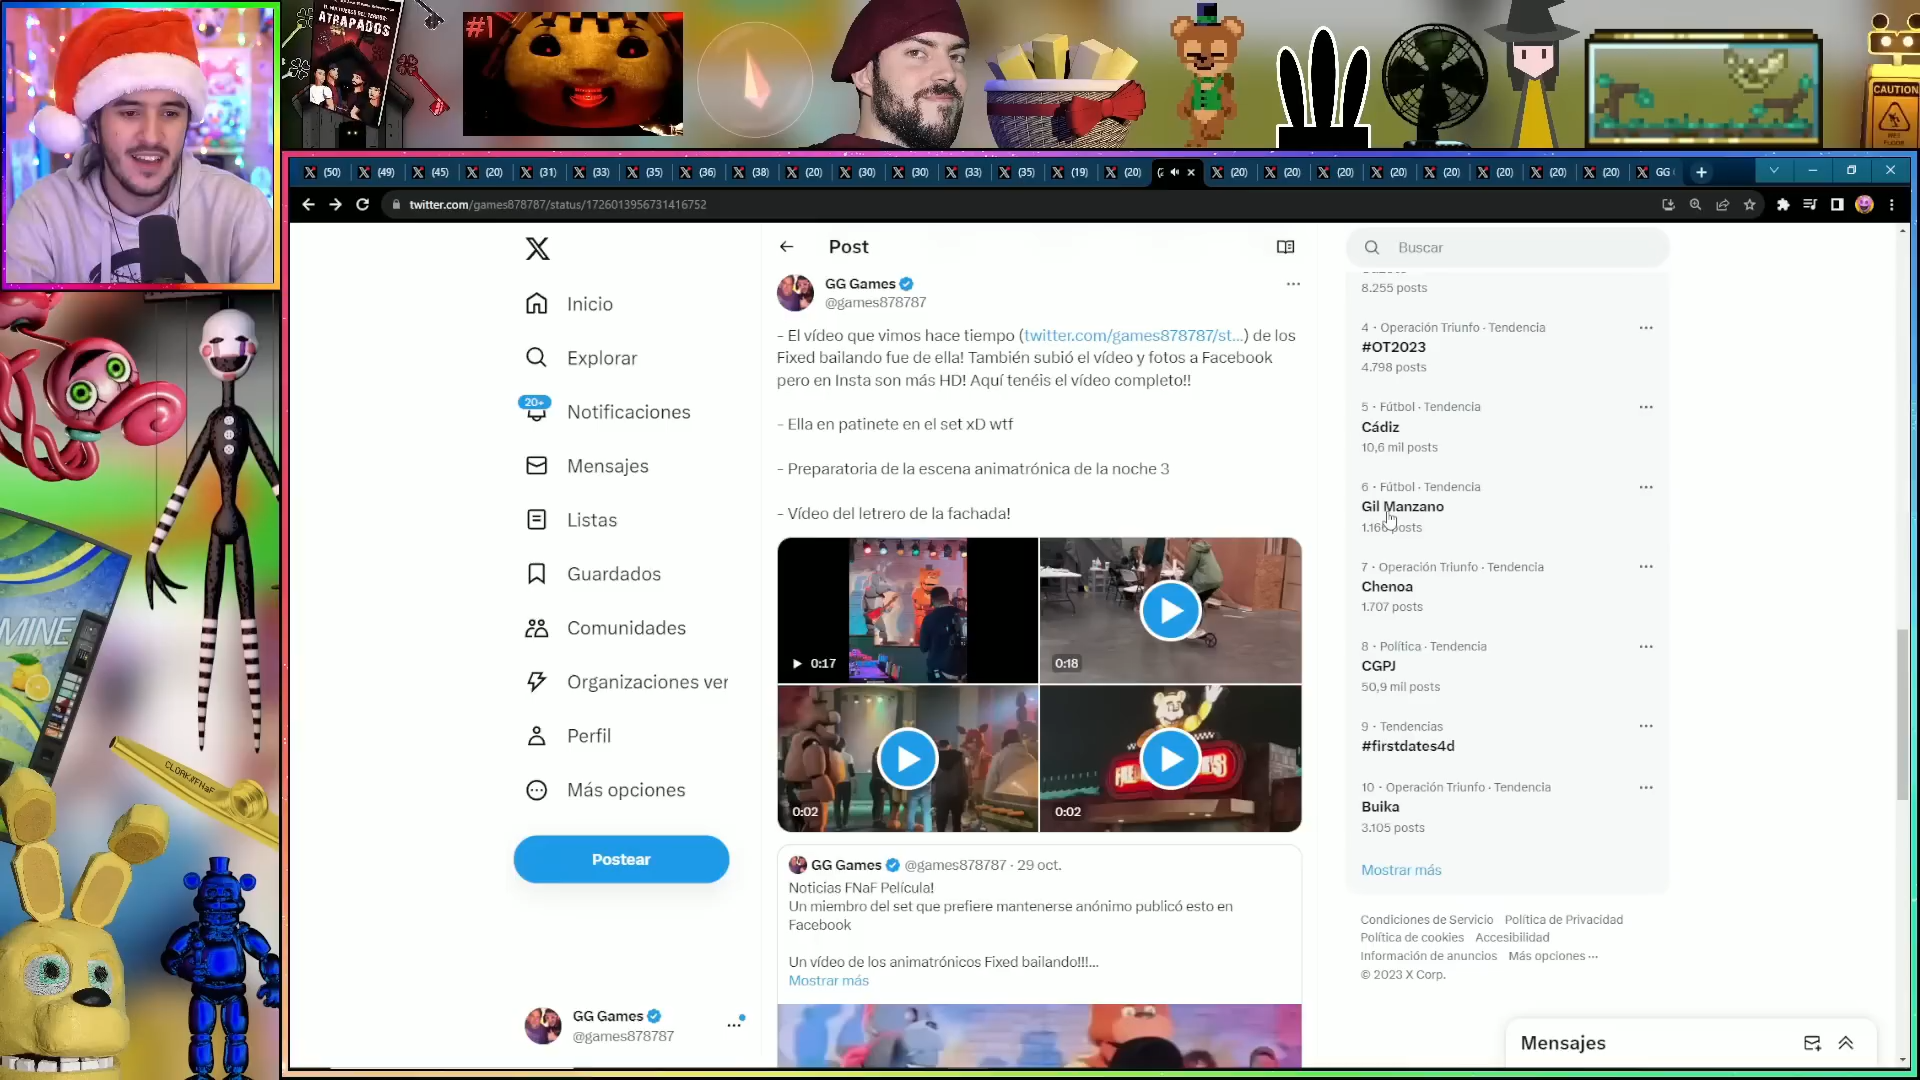 ATRAPADOS
#1
CAUTION
WET
FLOOR
(50) (49) (45) (20) (31) (33) (35) (36) (38) (20) (30) (30) (33) (35) (19) (20) (20) (20) (20) (20) (20) (20) (20) (20) GG
twitter.com/games878787/status/1726013956731416752
Inicio
Explorar
20+
Notificaciones
Mensajes
Listas
Guardados
Comunidades
Organizaciones ver
Perfil
Más opciones
Postear
GG Games
@games878787
Post
GG Games
@games878787
- El vídeo que vimos hace tiempo (twitter.com/games878787/st...) de los
Fixed bailando fue de ella! También subió el vídeo y fotos a Facebook
pero en Insta son más HD! Aquí tenéis el vídeo completo!!
- Ella en patinete en el set xD wtf
- Preparatoria de la escena animatrónica de la noche 3
- Vídeo del letrero de la fachada!
0:17
0:18
0:02
0:02
GG Games @games878787 · 29 oct.
Noticias FNaF Película!
Un miembro del set que prefiere mantenerse anónimo publicó esto en
Facebook
Un vídeo de los animatrónicos Fixed bailando!!!...
Mostrar más
Buscar
8.255 posts
4 · Operación Triunfo · Tendencia
#OT2023
4.798 posts
5 · Fútbol · Tendencia
Cádiz
10,6 mil posts
6 · Fútbol · Tendencia
Gil Manzano
posts
7 · Operación Triunfo · Tendencia
Chenoa
1.707 posts
8 · Política · Tendencia
CGPJ
50,9 mil posts
9 · Tendencias
#firstdates4d
10 · Operación Triunfo · Tendencia
Buika
3.105 posts
Mostrar más
Condiciones de Servicio Política de Privacidad
Política de cookies Accesibilidad
Información de anuncios Más opciones ···
© 2023 X Corp.
Mensajes
MINE
CLOAK#FNaF